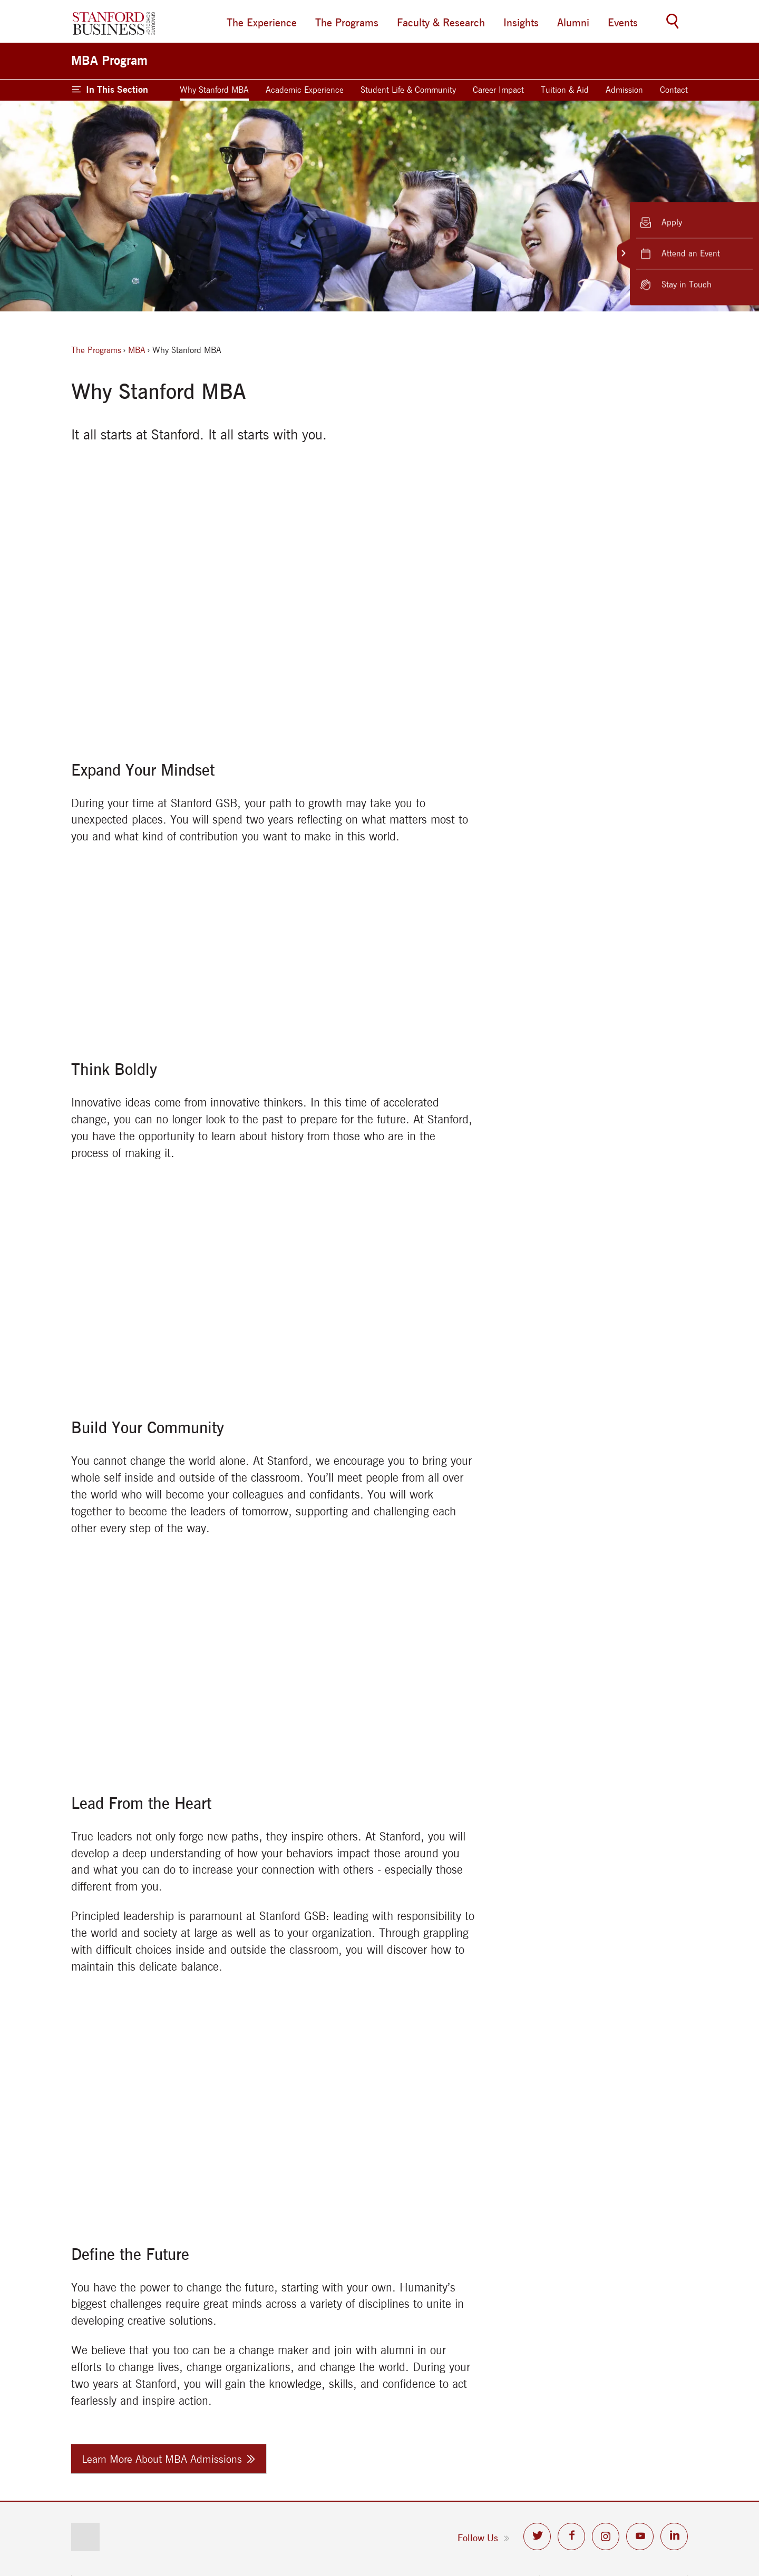 STANFORD
BUSINESS
GRADUATE
SCHOOL OF
The Experience
The Programs
Faculty & Research
Insights
Alumni
Events
MBA Program
In This Section
Why Stanford MBA
Academic Experience
Student Life & Community
Career Impact
Tuition & Aid
Admission
Contact
Apply
Attend an Event
Stay in Touch
The Programs › MBA › Why Stanford MBA
Why Stanford MBA
It all starts at Stanford. It all starts with you.
Expand Your Mindset
During your time at Stanford GSB, your path to growth may take you to
unexpected places. You will spend two years reflecting on what matters most to
you and what kind of contribution you want to make in this world.
Think Boldly
Innovative ideas come from innovative thinkers. In this time of accelerated
change, you can no longer look to the past to prepare for the future. At Stanford,
you have the opportunity to learn about history from those who are in the
process of making it.
Build Your Community
You cannot change the world alone. At Stanford, we encourage you to bring your
whole self inside and outside of the classroom. You’ll meet people from all over
the world who will become your colleagues and confidants. You will work
together to become the leaders of tomorrow, supporting and challenging each
other every step of the way.
Lead From the Heart
True leaders not only forge new paths, they inspire others. At Stanford, you will
develop a deep understanding of how your behaviors impact those around you
and what you can do to increase your connection with others - especially those
different from you.
Principled leadership is paramount at Stanford GSB: leading with responsibility to
the world and society at large as well as to your organization. Through grappling
with difficult choices inside and outside the classroom, you will discover how to
maintain this delicate balance.
Define the Future
You have the power to change the future, starting with your own. Humanity’s
biggest challenges require great minds across a variety of disciplines to unite in
developing creative solutions.
We believe that you too can be a change maker and join with alumni in our
efforts to change lives, change organizations, and change the world. During your
two years at Stanford, you will gain the knowledge, skills, and confidence to act
fearlessly and inspire action.
Learn More About MBA Admissions
Follow Us